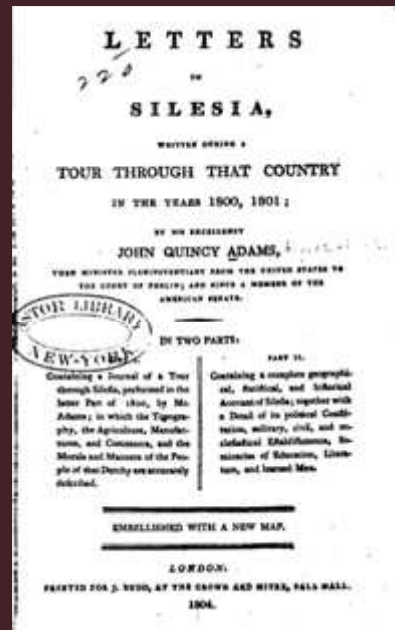 LETTERS
220
ON
SILESIA,
WRITTEN DURING A
TOUR THROUGH THAT COUNTRY
IN THE YEARS 1800, 1801;
BY HIS EXCELLENCY
JOHN QUINCY ADAMS,
THEN MINISTER PLENIPOTENTIARY FROM THE UNITED STATES TO
THE COURT OF BERLIN; AND SINCE A MEMBER OF THE
AMERICAN SENATE.
ASTOR LIBRARY
NEW-YORK
IN TWO PARTS:
Containing a Journal of a Tour
through Silesia, performed in the
latter Part of 1800, by Mr.
Adams; in which the Topogra-
phy, the Agriculture, Manufac-
tures, and Commerce, and the
Morals and Manners of the Peo-
ple of that Duchy are accurately
described.
PART II.
Containing a complete geographi-
cal, statistical, and historical
Account of Silesia; together with
a Detail of its political Consti-
tution, military, civil, and ec-
clesiastical Establishments, Se-
minaries of Education, Litera-
ture, and learned Men.
EMBELLISHED WITH A NEW MAP.
LONDON:
PRINTED FOR J. BUDD, AT THE CROWN AND MITRE, PALL MALL.
1804.